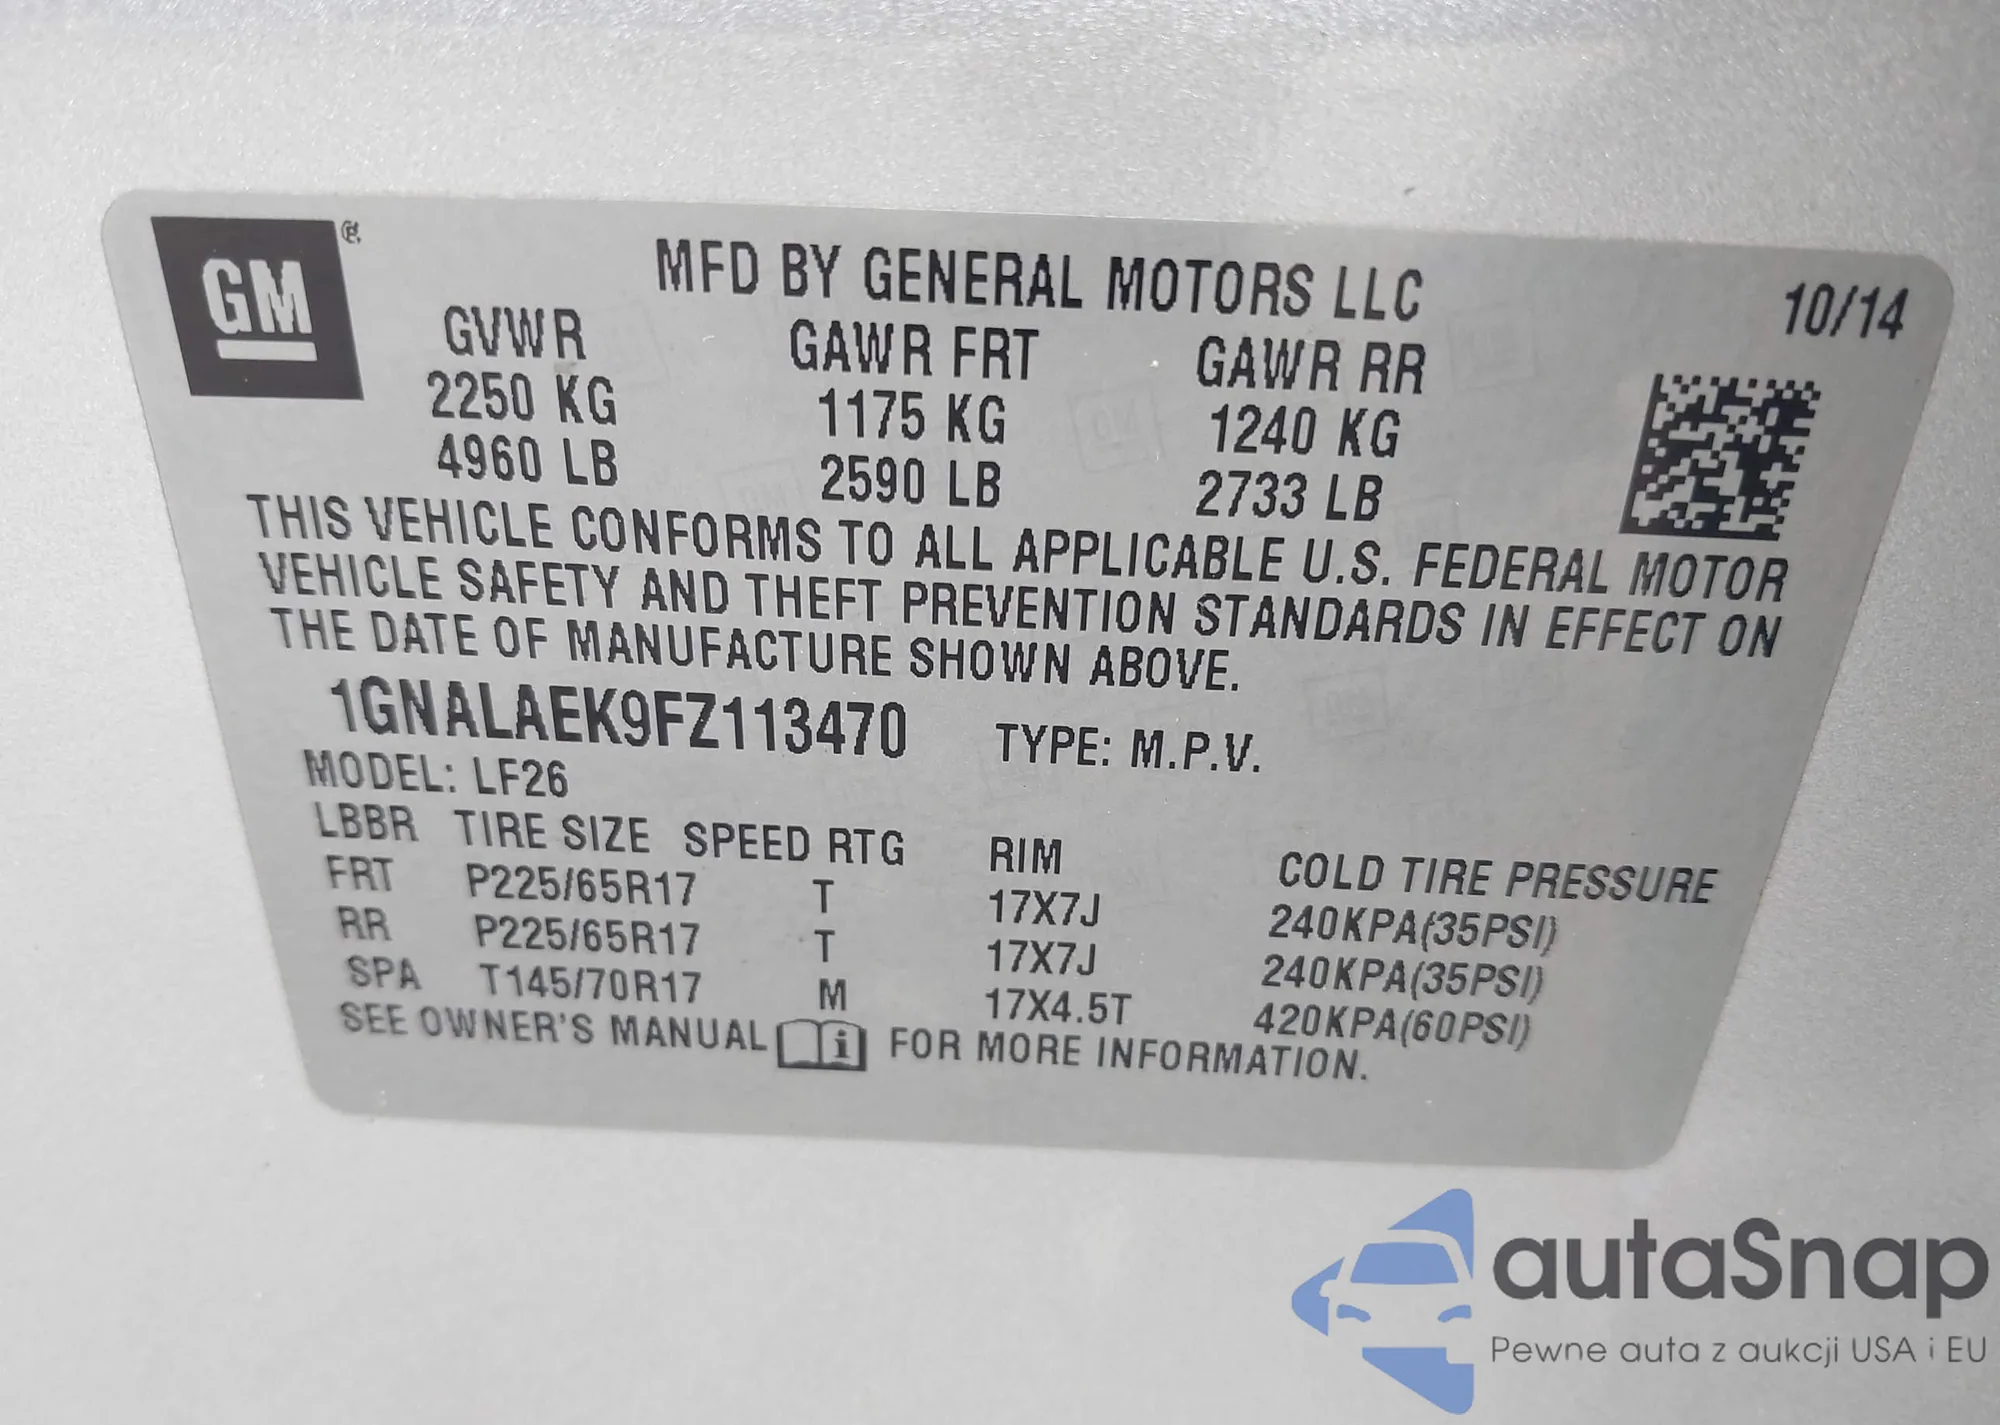 GM®
MFD BY GENERAL MOTORS LLC
10/14
GVWR GAWR FRT GAWR RR
2250 KG 1175 KG 1240 KG
4960 LB 2590 LB 2733 LB
THIS VEHICLE CONFORMS TO ALL APPLICABLE U.S. FEDERAL MOTOR
VEHICLE SAFETY AND THEFT PREVENTION STANDARDS IN EFFECT ON
THE DATE OF MANUFACTURE SHOWN ABOVE.
1GNALAEK9FZ113470 TYPE: M.P.V.
MODEL: LF26
LBBR TIRE SIZE SPEED RTG RIM COLD TIRE PRESSURE
FRT P225/65R17 T 17X7J 240KPA(35PSI)
RR P225/65R17 T 17X7J 240KPA(35PSI)
SPA T145/70R17 M 17X4.5T 420KPA(60PSI)
SEE OWNER'S MANUAL i FOR MORE INFORMATION.
autaSnap
Pewne auta z aukcji USA i EU